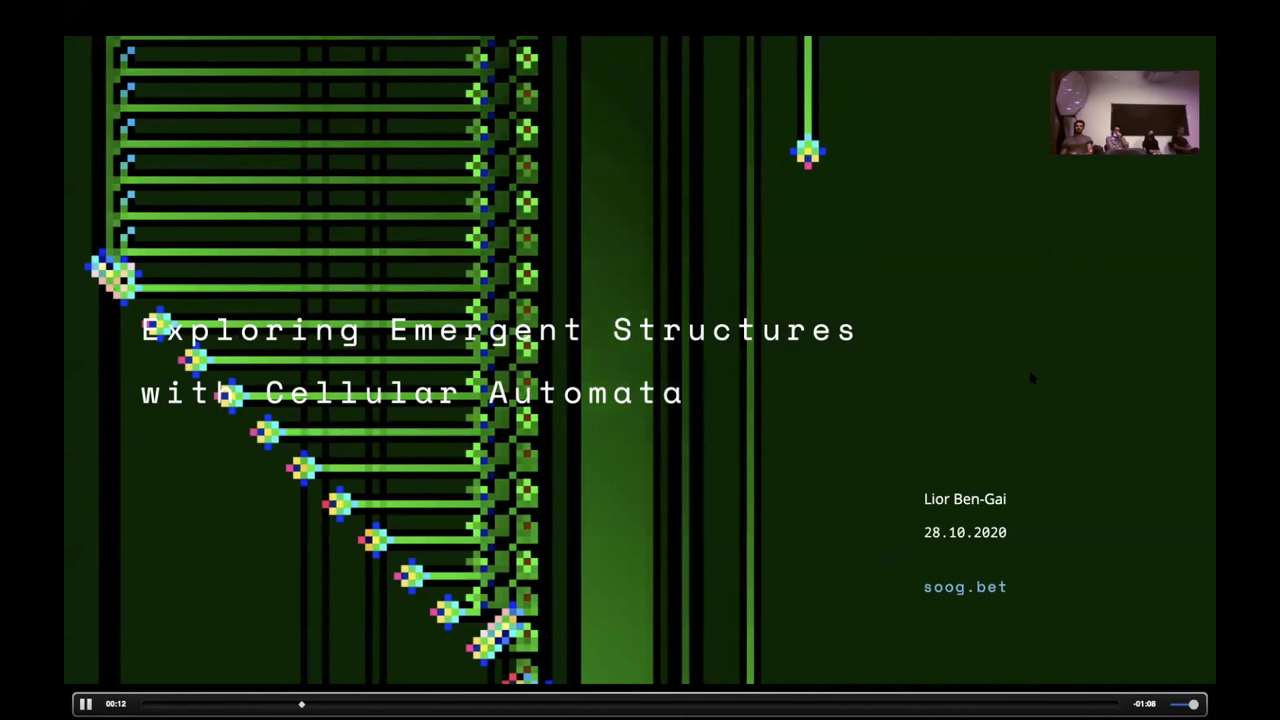 Exploring Emergent Structures
with Cellular Automata
Lior Ben-Gai
28.10.2020
soog.bet
00:12
-01:08